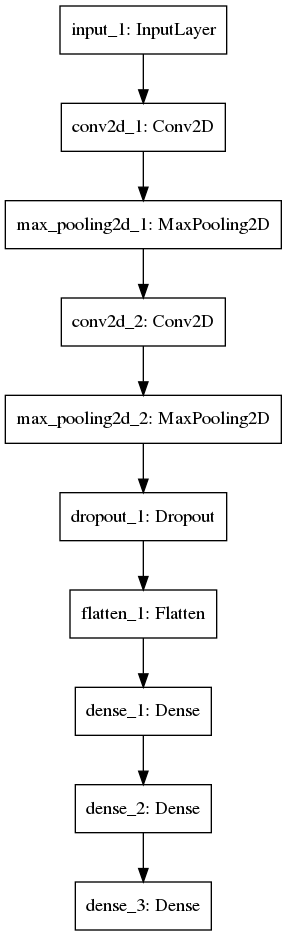 input_1: InputLayer
conv2d_1: Conv2D
max_pooling2d_1: MaxPooling2D
conv2d_2: Conv2D
max_pooling2d_2: MaxPooling2D
dropout_1: Dropout
flatten_1: Flatten
dense_1: Dense
dense_2: Dense
dense_3: Dense